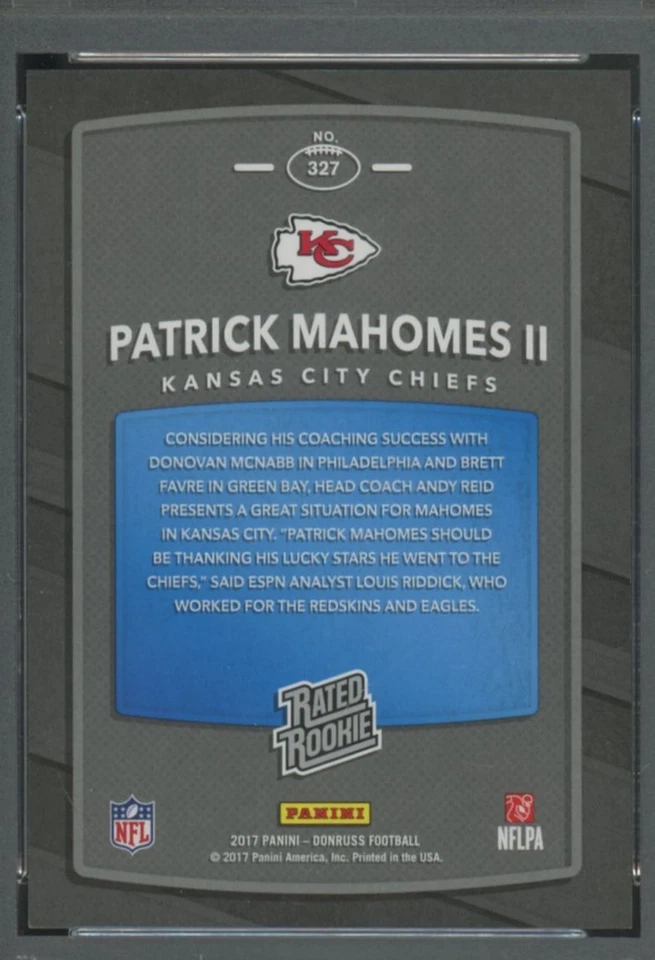 NO.
327
KC
PATRICK MAHOMES II
KANSAS CITY CHIEFS
CONSIDERING HIS COACHING SUCCESS WITH
DONOVAN MCNABB IN PHILADELPHIA AND BRETT
FAVRE IN GREEN BAY, HEAD COACH ANDY REID
PRESENTS A GREAT SITUATION FOR MAHOMES
IN KANSAS CITY. "PATRICK MAHOMES SHOULD
BE THANKING HIS LUCKY STARS HE WENT TO THE
CHIEFS," SAID ESPN ANALYST LOUIS RIDDICK, WHO
WORKED FOR THE REDSKINS AND EAGLES.
RATED
ROOKIE
NFL
PANINI
NFLPA
2017 PANINI – DONRUSS FOOTBALL
© 2017 Panini America, Inc. Printed in the USA.